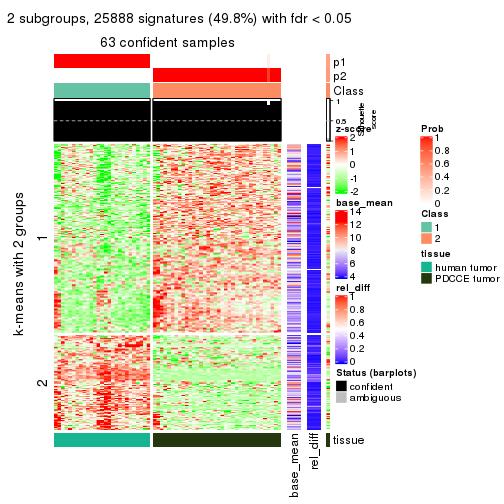 2 subgroups, 25888 signatures (49.8%) with fdr < 0.05
63 confident samples
p1
p2
Class
1
0.5
0
Silhouette
score
k-means with 2 groups
1
2
base_mean
rel_diff
tissue
z-score
2
1
0
-1
-2
base_mean
14
12
10
8
6
4
rel_diff
1
0.8
0.6
0.4
0.2
0
Status (barplots)
confident
ambiguous
Prob
1
0.8
0.6
0.4
0.2
0
Class
1
2
tissue
human tumor
PDCCE tumor